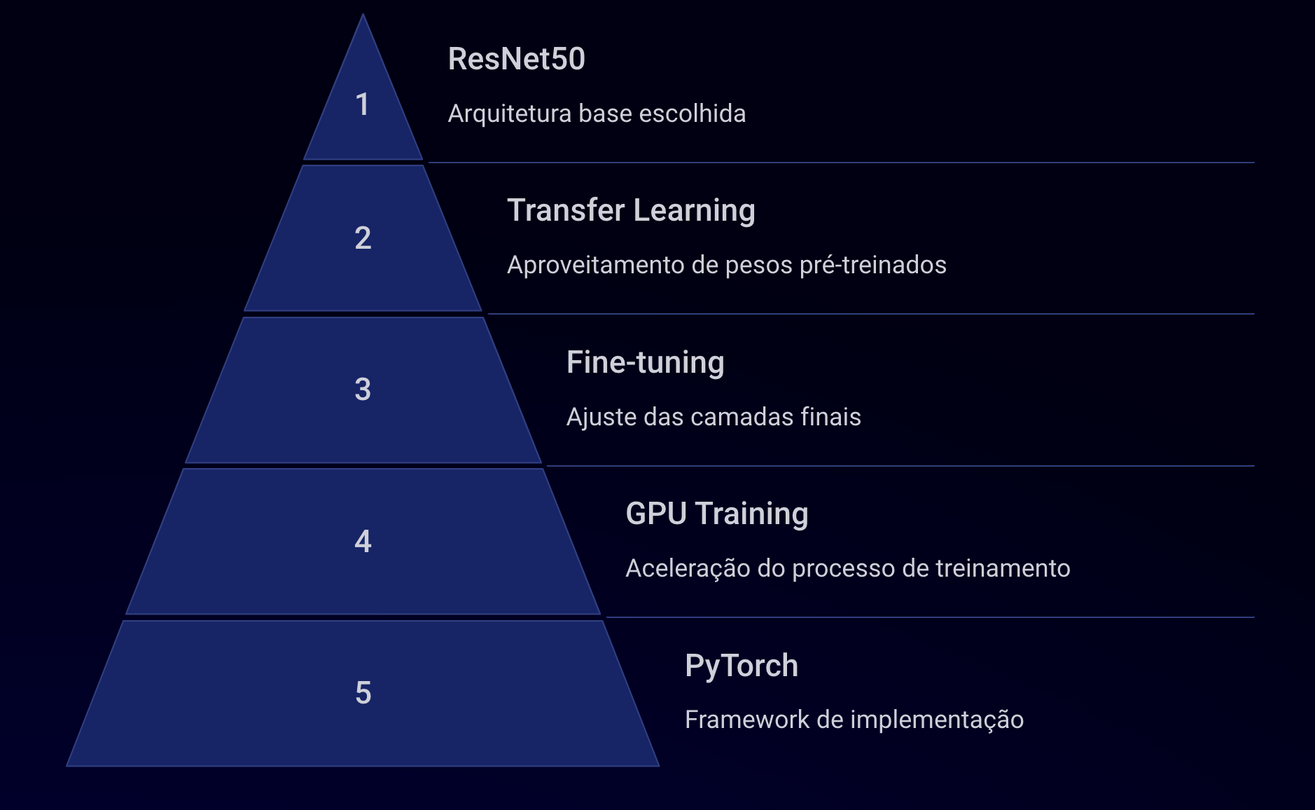 1
ResNet50
Arquitetura base escolhida
2
Transfer Learning
Aproveitamento de pesos pré-treinados
3
Fine-tuning
Ajuste das camadas finais
4
GPU Training
Aceleração do processo de treinamento
5
PyTorch
Framework de implementação